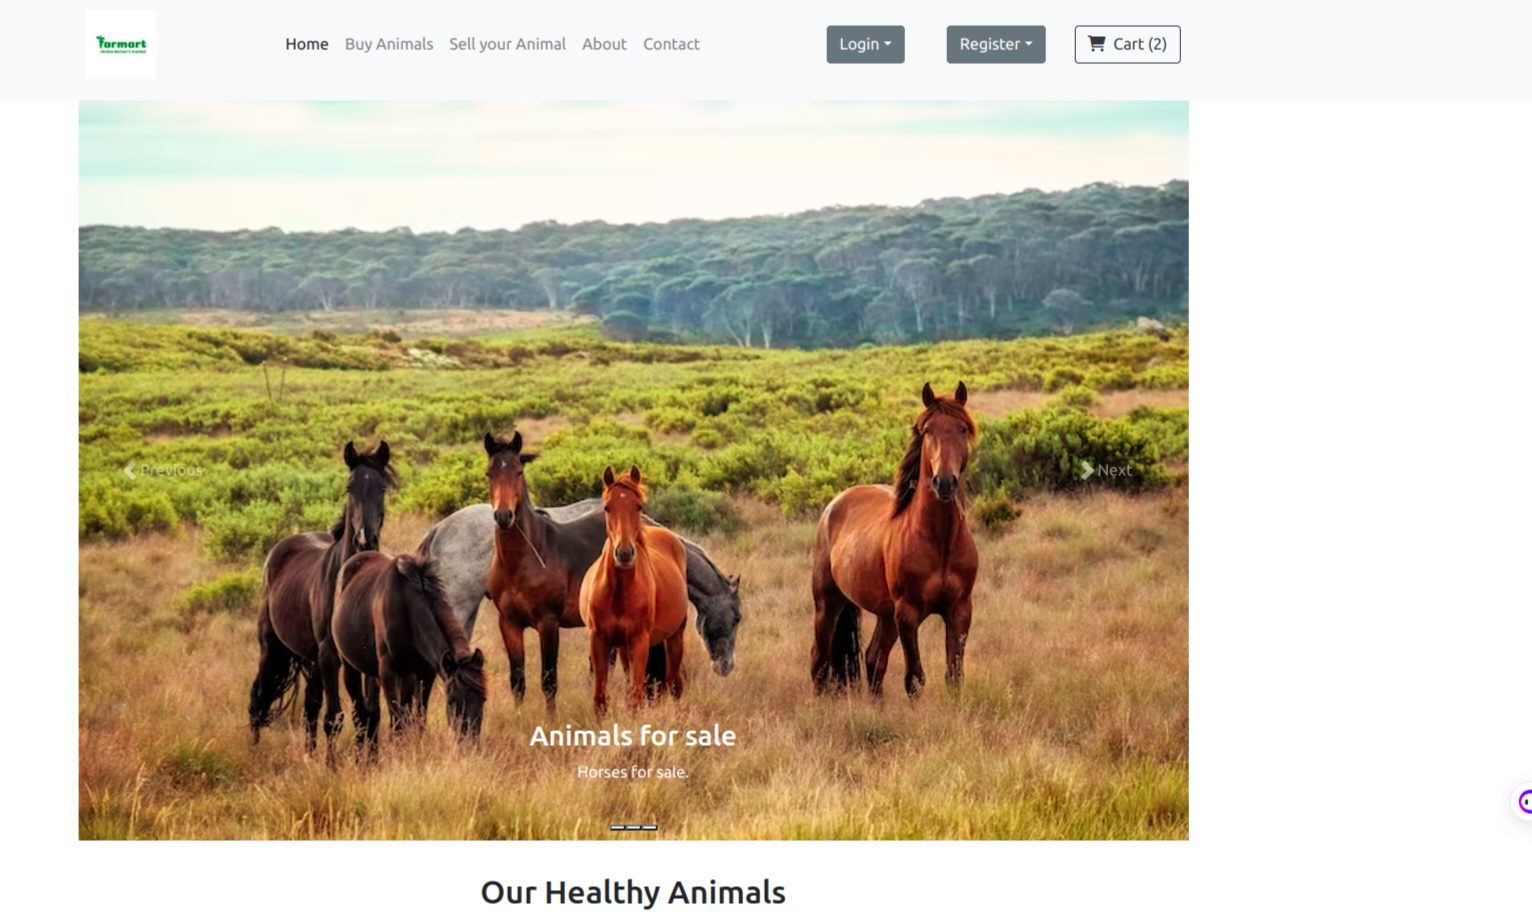 Farmart
Home Buy Animals Sell your Animal About Contact Login Register Cart (2)
Previous
Next
Animals for sale
Horses for sale.
Our Healthy Animals